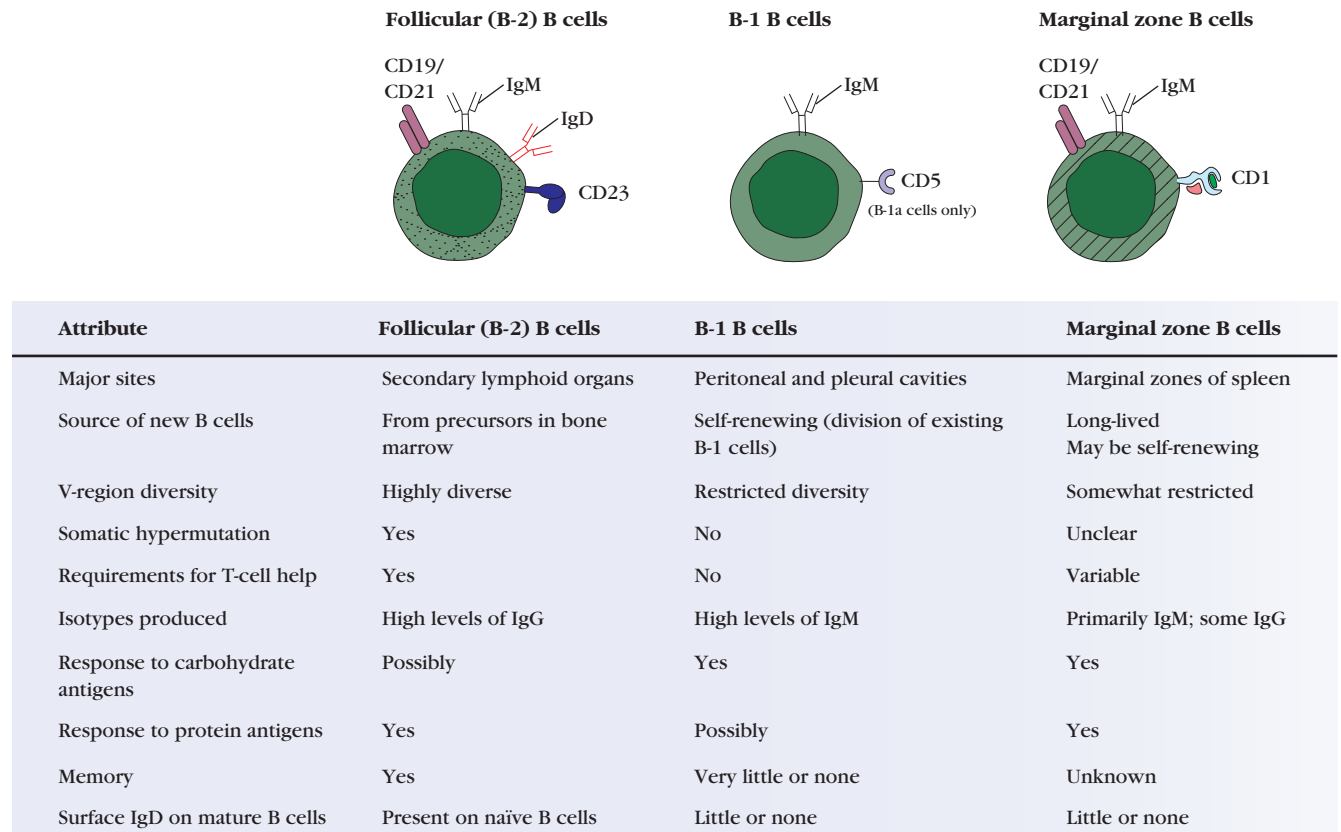 Follicular (B-2) B cells
B-1 B cells
Marginal zone B cells
CD19/
CD21
IgM
IgD
CD23
IgM
CD5
(B-1a cells only)
CD19/
CD21
IgM
CD1
Attribute Follicular (B-2) B cells B-1 B cells Marginal zone B cells
Major sites Secondary lymphoid organs Peritoneal and pleural cavities Marginal zones of spleen
Source of new B cells From precursors in bone Self-renewing (division of existing Long-lived
marrow B-1 cells) May be self-renewing
V-region diversity Highly diverse Restricted diversity Somewhat restricted
Somatic hypermutation Yes No Unclear
Requirements for T-cell help Yes No Variable
Isotypes produced High levels of IgG High levels of IgM Primarily IgM; some IgG
Response to carbohydrate Possibly Yes Yes
antigens
Response to protein antigens Yes Possibly Yes
Memory Yes Very little or none Unknown
Surface IgD on mature B cells Present on naïve B cells Little or none Little or none